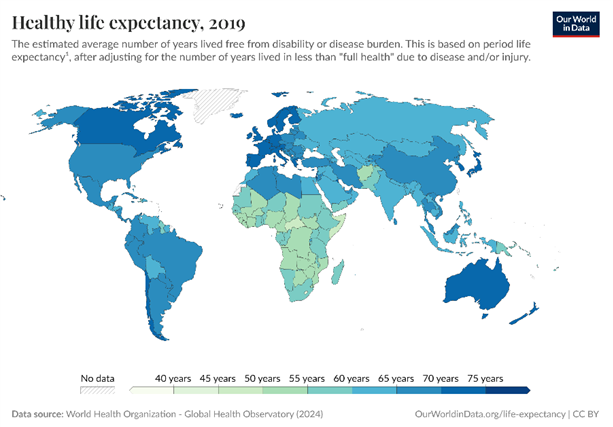 Healthy life expectancy, 2019
Our World
in Data
The estimated average number of years lived free from disability or disease burden. This is based on period life
expectancy¹, after adjusting for the number of years lived in less than "full health" due to disease and/or injury.
No data
40 years
45 years
50 years
55 years
60 years
65 years
70 years
75 years
Data source: World Health Organization - Global Health Observatory (2024)
OurWorldinData.org/life-expectancy | CC BY